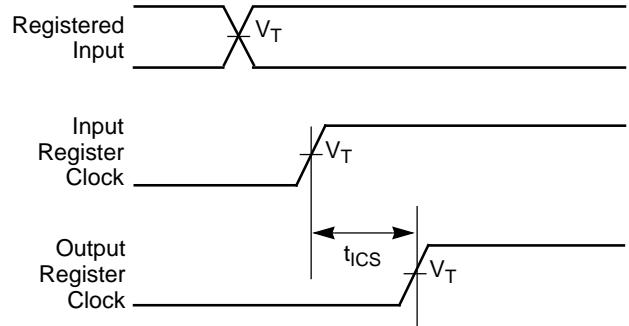 Registered
Input
V_T
Input
Register
Clock
V_T
t_ICS
Output
Register
Clock
V_T